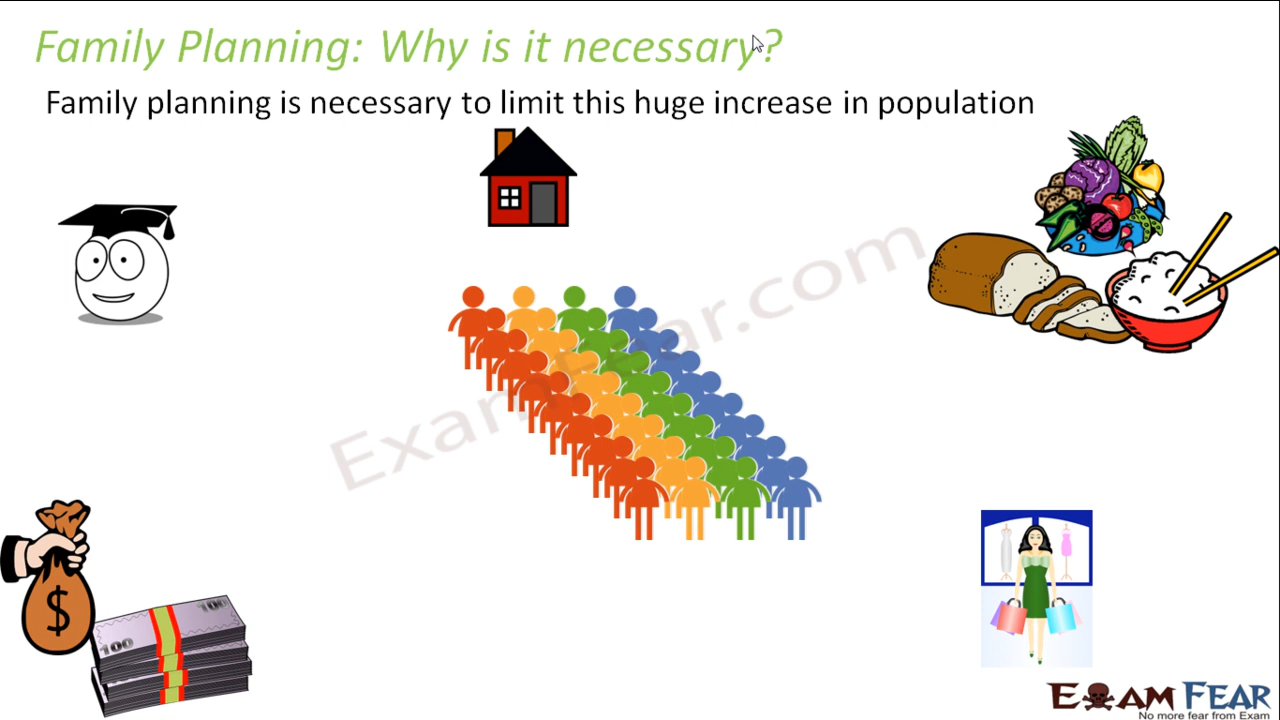 Family Planning: Why is it necessary?
Family planning is necessary to limit this huge increase in population
ExamFear.com
$
100
100
EXAM FEAR
No more fear from Exam